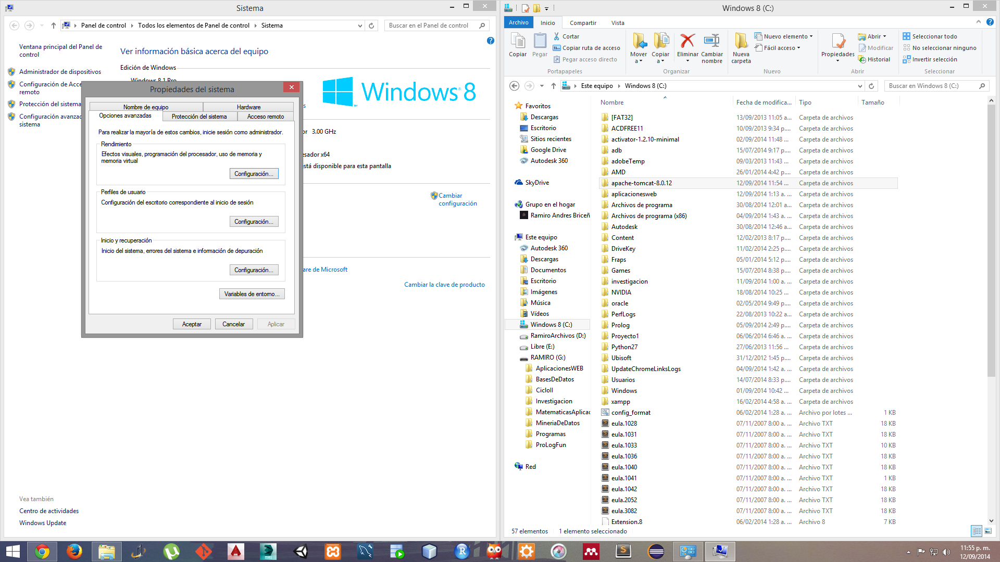 Sistema
Panel de control
Todos los elementos de Panel de control
Sistema
Buscar en el Panel de control
Ventana principal del Panel de
control
Administrador de dispositivos
Configuración de Acce
remoto
Protección del sistema
Configuración avanzad
sistema
Vea también
Centro de actividades
Windows Update
Ver información básica acerca del equipo
Edición de Windows
Windows 8.1 Pro
Windows 8
s
or 3.00 GHz
esador x64
está disponible para esta pantalla
Cambiar
configuración
are de Microsoft
Cambiar la clave de producto
Propiedades del sistema
Nombre de equipo
Hardware
Opciones avanzadas
Protección del sistema
Acceso remoto
Para realizar la mayoría de estos cambios, inicie sesión como administrador.
Rendimiento
Efectos visuales, programación del procesador, uso de memoria y
memoria virtual
Configuración...
Perfiles de usuario
Configuración del escritorio correspondiente al inicio de sesión
Configuración...
Inicio y recuperación
Inicio del sistema, errores del sistema e información de depuración
Configuración...
Variables de entorno...
Aceptar
Cancelar
Aplicar
Windows 8 (C:)
Archivo
Inicio
Compartir
Vista
Copiar
Pegar
Cortar
Copiar ruta de acceso
Pegar acceso directo
Portapapeles
Mover
a
Copiar
a
Eliminar
Cambiar
nombre
Organizar
Nueva
carpeta
Nuevo elemento
Fácil acceso
Nuevo
Propiedades
Abrir
Modificar
Historial
Abrir
Seleccionar todo
No seleccionar ninguno
Invertir selección
Seleccionar
Este equipo
Windows 8 (C:)
Buscar en Windows 8 (C:)
Favoritos
Descargas
Escritorio
Sitios recientes
Google Drive
Autodesk 360
SkyDrive
Grupo en el hogar
Ramiro Andres Briceñ
Este equipo
Autodesk 360
Descargas
Documentos
Escritorio
Imágenes
Música
Vídeos
Windows 8 (C:)
RamiroArchivos (D:)
Libre (E:)
RAMIRO (G:)
AplicacionesWEB
BasesDeDatos
CicloII
Investigacion
MatematicasAplicac
MineriaDeDatos
Programas
ProLogFun
Red
Nombre Fecha de modifica... Tipo Tamaño
[FAT32] 13/09/2013 11:05 a... Carpeta de archivos
ACDFREE11 10/09/2013 9:34 p.... Carpeta de archivos
activator-1.2.10-minimal 02/09/2014 11:48 ... Carpeta de archivos
adb 15/07/2014 9:17 p.... Carpeta de archivos
adobeTemp 09/03/2013 11:43 ... Carpeta de archivos
AMD 26/01/2014 4:42 p.... Carpeta de archivos
apache-tomcat-8.0.12 12/09/2014 11:54 ... Carpeta de archivos
aplicacionesweb 12/09/2014 1:13 a. ... Carpeta de archivos
Archivos de programa 30/08/2014 12:01 a... Carpeta de archivos
Archivos de programa (x86) 04/09/2014 1:43 a. ... Carpeta de archivos
Autodesk 30/08/2014 12:46 a... Carpeta de archivos
Content 12/02/2013 8:17 p.... Carpeta de archivos
DriveKey 11/02/2014 2:25 p.... Carpeta de archivos
Fraps 05/01/2014 5:12 p.... Carpeta de archivos
Games 15/07/2014 8:38 p.... Carpeta de archivos
investigacion 11/09/2014 1:00 a. ... Carpeta de archivos
NVIDIA 18/08/2014 10:25 ... Carpeta de archivos
oracle 02/05/2014 9:49 p.... Carpeta de archivos
PerfLogs 22/08/2013 10:22 a... Carpeta de archivos
Prolog 05/09/2014 2:49 p.... Carpeta de archivos
Proyecto1 06/06/2014 6:46 a. ... Carpeta de archivos
Python27 27/06/2013 11:56 ... Carpeta de archivos
Ubisoft 31/12/2012 1:45 p.... Carpeta de archivos
UpdateChromeLinksLogs 04/09/2014 1:42 a. ... Carpeta de archivos
Usuarios 14/07/2014 8:33 p.... Carpeta de archivos
Windows 01/09/2014 10:42 ... Carpeta de archivos
xampp 16/02/2014 4:58 a. ... Carpeta de archivos
config_format 06/02/2014 1:28 a. ... Archivo por lotes ... 1 KB
eula.1028 07/11/2007 8:00 a. ... Archivo TXT 18 KB
eula.1031 07/11/2007 8:00 a. ... Archivo TXT 18 KB
eula.1033 07/11/2007 8:00 a. ... Archivo TXT 10 KB
eula.1036 07/11/2007 8:00 a. ... Archivo TXT 18 KB
eula.1040 07/11/2007 8:00 a. ... Archivo TXT 18 KB
eula.1041 07/11/2007 8:00 a. ... Archivo TXT 1 KB
eula.1042 07/11/2007 8:00 a. ... Archivo TXT 18 KB
eula.2052 07/11/2007 8:00 a. ... Archivo TXT 18 KB
eula.3082 07/11/2007 8:00 a. ... Archivo TXT 18 KB
Extension.8 06/02/2014 1:28 a. ... Archivo 8 7 KB
57 elementos 1 elemento seleccionado
11:55 p. m.
12/09/2014